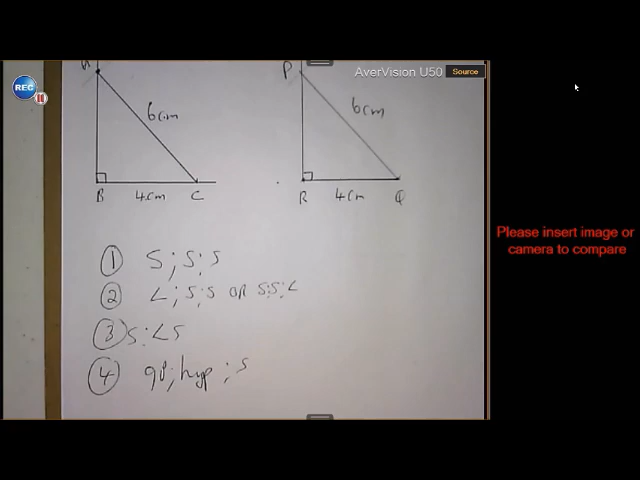 AverVision U50 Source
REC
A P
6cm 6cm
B 4cm C R 4cm Q
Please insert image or
camera to compare
① S; S; S
② ∠; S; S OR S; S; ∠
③ S; ∠ S
④ 90; hyp; S